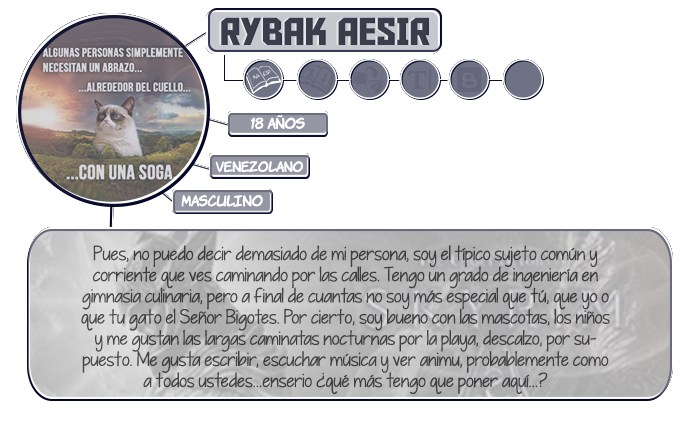 RYBAK AESIR
ALGUNAS PERSONAS SIMPLEMENTE
NECESITAN UN ABRAZO...
...ALREDEDOR DEL CUELLO...
...CON UNA SOGA
T
B
18 AÑOS
VENEZOLANO
MASCULINO
Pues, no puedo decir demasiado de mi persona, soy el típico sujeto común y
corriente que ves caminando por las calles. Tengo un grado de ingeniería en
gimnasia culinaria, pero a final de cuantas no soy más especial que tú, que yo o
que tu gato el Señor Bigotes. Por cierto, soy bueno con las mascotas, los niños
y me gustan las largas caminatas nocturnas por la playa, descalzo, por su-
puesto. Me gusta escribir, escuchar música y ver animu, probablemente como
a todos ustedes...enserio ¿qué más tengo que poner aquí...?